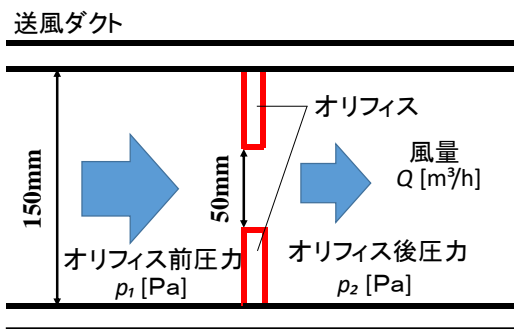 送風ダクト
オリフィス
150mm
50mm
風量
Q [m³/h]
オリフィス前圧力
p₁ [Pa]
オリフィス後圧力
p₂ [Pa]